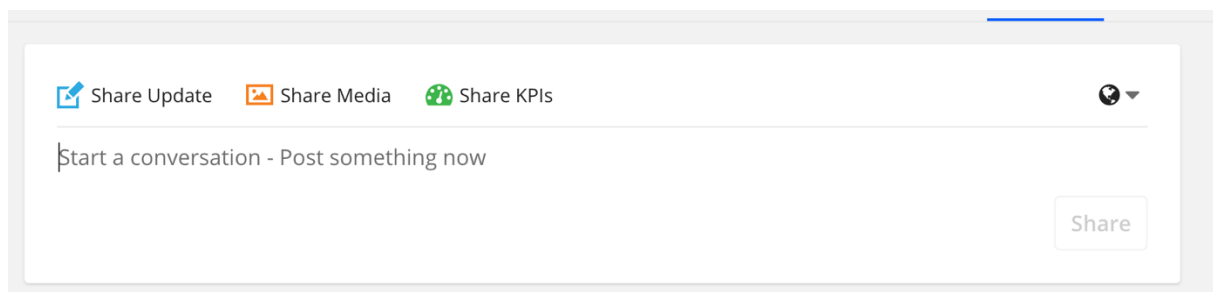 Share Update Share Media Share KPIs
Start a conversation - Post something now
Share